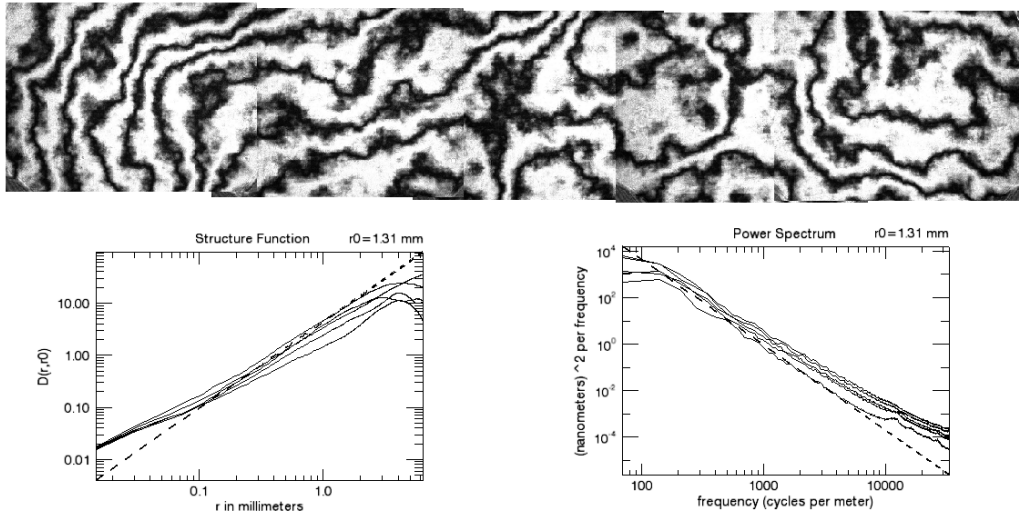 Structure Function r0=1.31 mm
D(r,r0)
10.00
1.00
0.10
0.01
0.1 1.0
r in millimeters
Power Spectrum r0=1.31 mm
(nanometers) ^2 per frequency
10^4
10^2
10^0
10^-2
10^-4
100 1000 10000
frequency (cycles per meter)